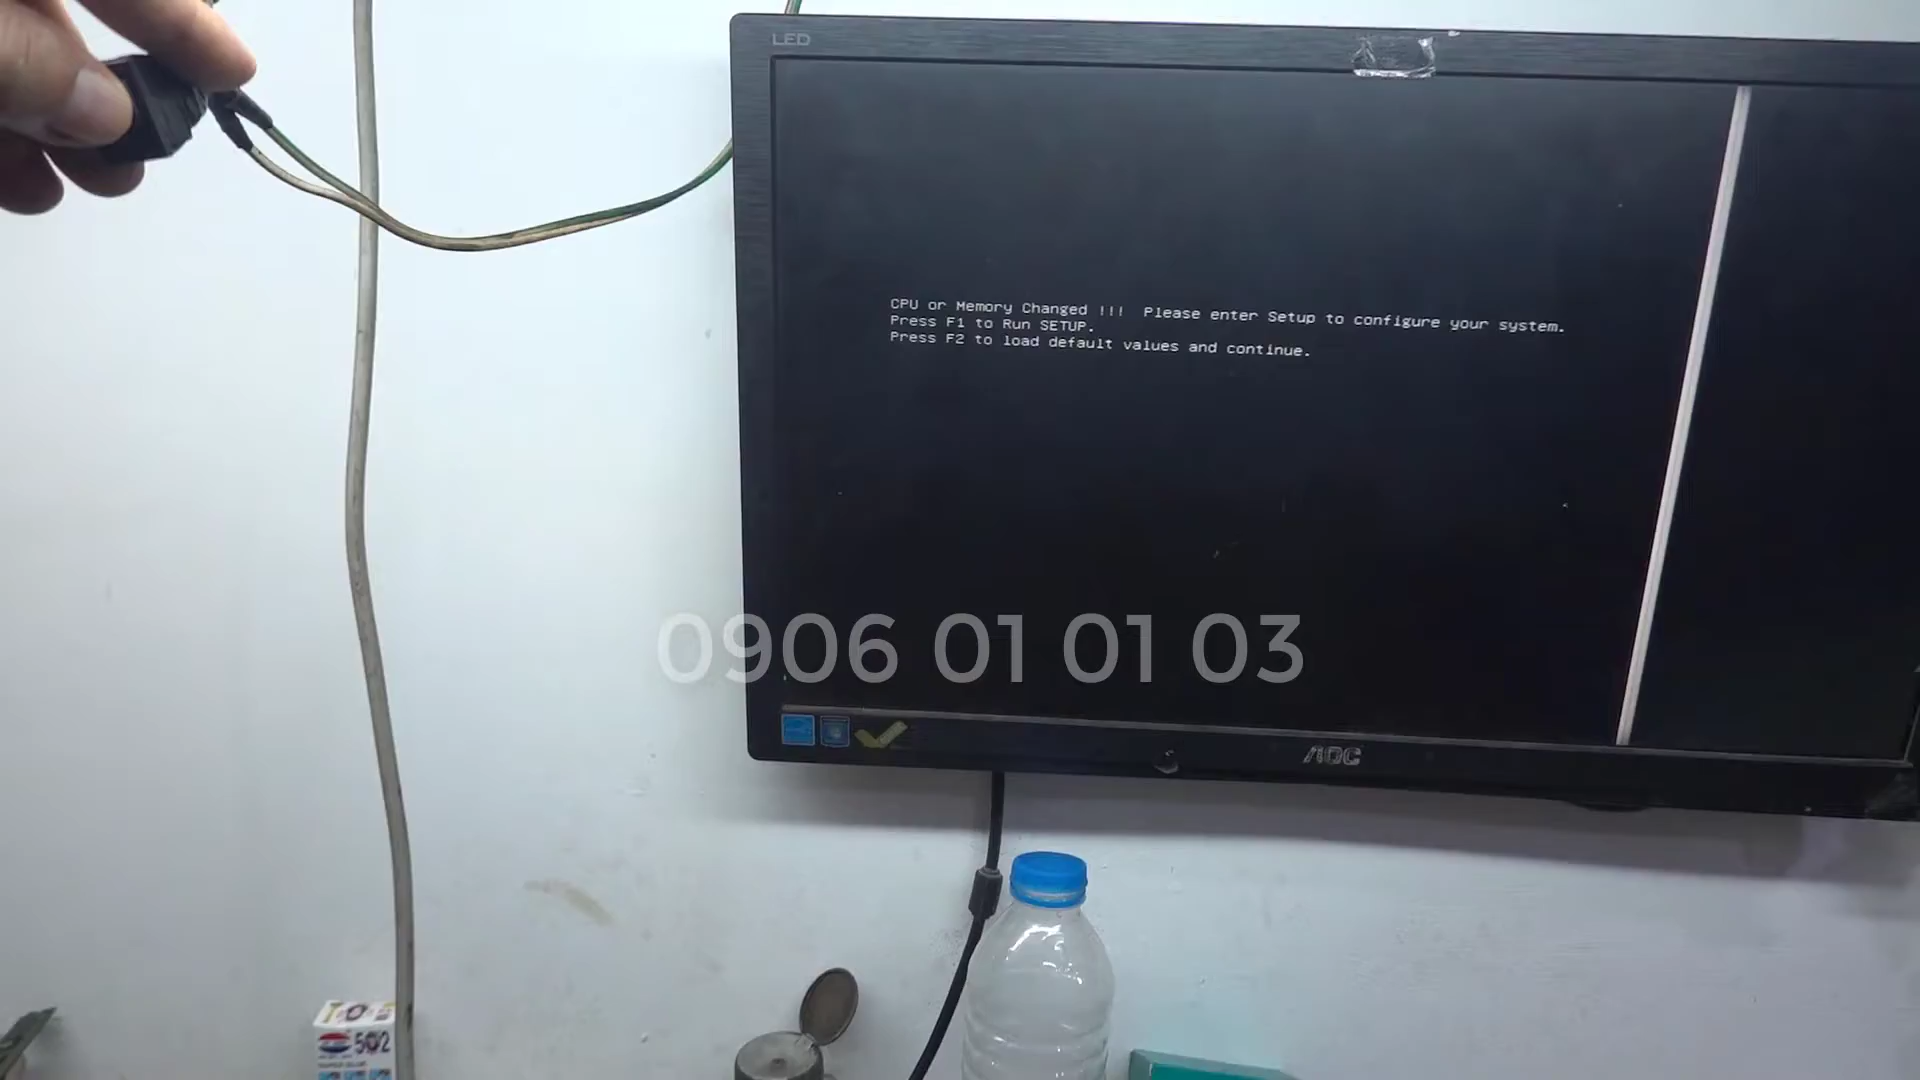 LED
CPU or Memory Changed !!!  Please enter Setup to configure your system.
Press F1 to Run SETUP.
Press F2 to load default values and continue.
0906 01 01 03
AOC
502